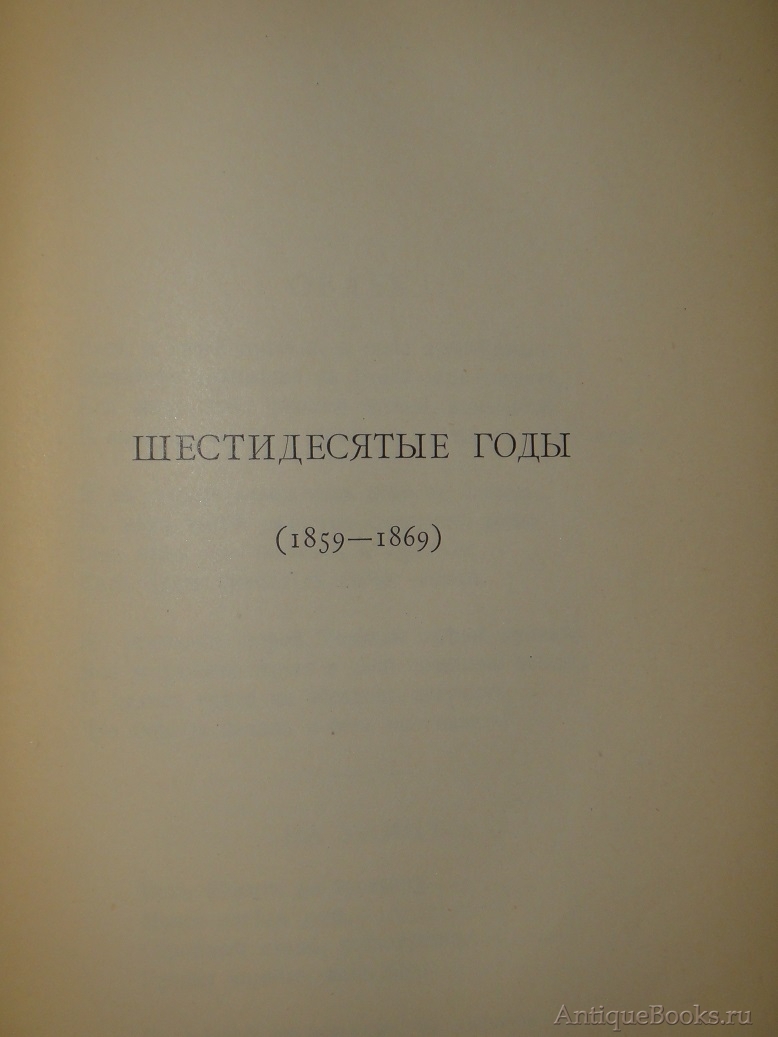 ШЕСТИДЕСЯТЫЕ ГОДЫ
(1859—1869)
AntiqueBooks.ru